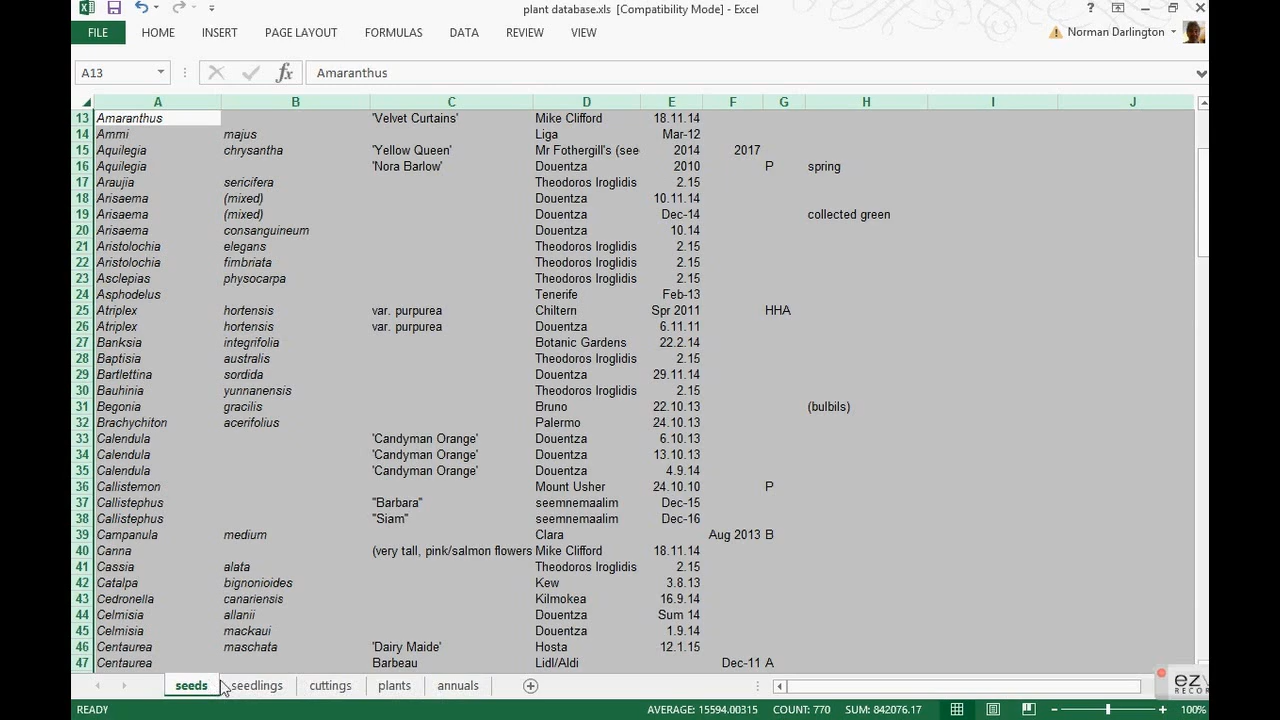 plant database.xls [Compatibility Mode] - Excel
FILE HOME INSERT PAGE LAYOUT FORMULAS DATA REVIEW VIEW Norman Darlington
A13 fx Amaranthus
A B C D E F G H I J
13 Amaranthus 'Velvet Curtains' Mike Clifford 18.11.14
14 Ammi majus Liga Mar-12
15 Aquilegia chrysantha 'Yellow Queen' Mr Fothergill's (see 2014 2017
16 Aquilegia 'Nora Barlow' Douentza 2010 P spring
17 Araujia sericifera Theodoros Iroglidis 2.15
18 Arisaema (mixed) Douentza 10.11.14
19 Arisaema (mixed) Douentza Dec-14 collected green
20 Arisaema consanguineum Douentza 10.14
21 Aristolochia elegans Theodoros Iroglidis 2.15
22 Aristolochia fimbriata Theodoros Iroglidis 2.15
23 Asclepias physocarpa Theodoros Iroglidis 2.15
24 Asphodelus Tenerife Feb-13
25 Atriplex hortensis var. purpurea Chiltern Spr 2011 HHA
26 Atriplex hortensis var. purpurea Douentza 6.11.11
27 Banksia integrifolia Botanic Gardens 22.2.14
28 Baptisia australis Theodoros Iroglidis 2.15
29 Bartlettina sordida Douentza 29.11.14
30 Bauhinia yunnanensis Theodoros Iroglidis 2.15
31 Begonia gracilis Bruno 22.10.13 (bulbils)
32 Brachychiton acerifolius Palermo 24.10.13
33 Calendula 'Candyman Orange' Douentza 6.10.13
34 Calendula 'Candyman Orange' Douentza 13.10.13
35 Calendula 'Candyman Orange' Douentza 4.9.14
36 Callistemon Mount Usher 24.10.10 P
37 Callistephus "Barbara" seemnemaalim Dec-15
38 Callistephus "Siam" seemnemaalim Dec-16
39 Campanula medium Clara Aug 2013 B
40 Canna (very tall, pink/salmon flowers Mike Clifford 18.11.14
41 Cassia alata Theodoros Iroglidis 2.15
42 Catalpa bignonioides Kew 3.8.13
43 Cedronella canariensis Kilmokea 16.9.14
44 Celmisia allanii Douentza Sum 14
45 Celmisia mackaui Douentza 1.9.14
46 Centaurea maschata 'Dairy Maide' Hosta 12.1.15
47 Centaurea Barbeau Lidl/Aldi Dec-11 A
seeds seedlings cuttings plants annuals
READY AVERAGE: 15594.00315 COUNT: 770 SUM: 842076.17 100%